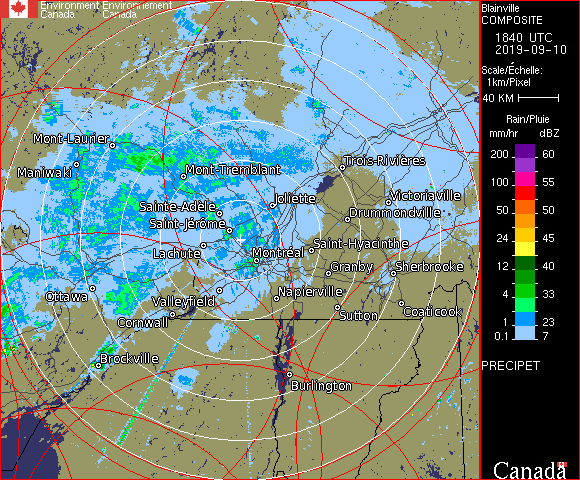 Environment Environnement
Canada Canada
Blainville
COMPOSITE
1840 UTC
2019-09-10
Scale/Échelle:
1km/Pixel
40 KM
Rain/Pluie
mm/hr dBZ
200 60
150 57
100 55
50 50
24 45
12 40
4 33
1 23
0.1 7
PRECIPET
Canada
Mont-Laurier
Maniwaki
Mont-Tremblant
Trois-Rivières
Sainte-Adèle
Joliette
Victoriaville
Saint-Jérôme
Drummondville
Lachute
Montréal
Saint-Hyacinthe
Granby
Sherbrooke
Ottawa
Valleyfield
Napierville
Cornwall
Sutton
Coaticook
Brockville
Burlington